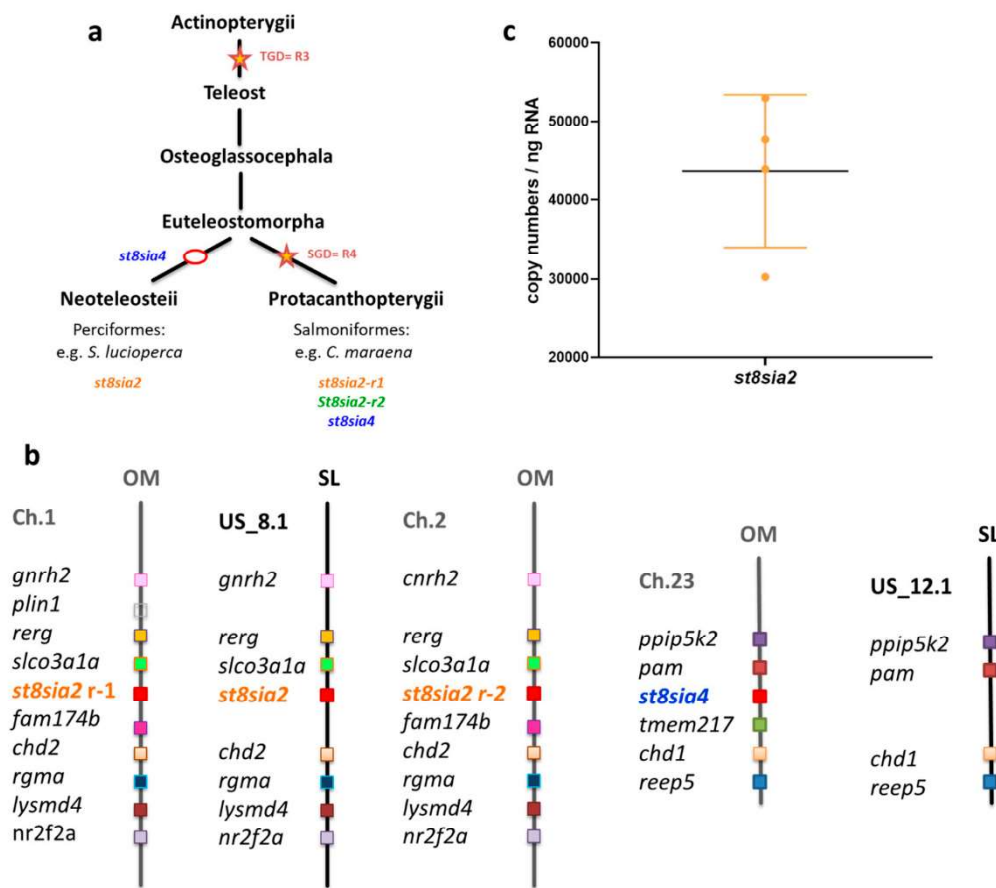 a
Actinopterygii
TGD= R3
Teleost
Osteoglassocephala
Euteleostomorpha
st8sia4
SGD= R4
Neoteleosteii
Protacanthopterygii
Perciformes:
e.g. S. lucioperca
st8sia2
Salmoniformes:
e.g. C. maraena
st8sia2-r1
St8sia2-r2
st8sia4
c
copy numbers / ng RNA
60000
50000
40000
30000
20000
st8sia2
b
OM
Ch.1
gnrh2
plin1
rerg
slco3a1a
st8sia2 r-1
fam174b
chd2
rgma
lysmd4
nr2f2a
SL
US_8.1
gnrh2
rerg
slco3a1a
st8sia2
chd2
rgma
lysmd4
nr2f2a
OM
Ch.2
cnrh2
rerg
slco3a1a
st8sia2 r-2
fam174b
chd2
rgma
lysmd4
nr2f2a
OM
Ch.23
ppip5k2
pam
st8sia4
tmem217
chd1
reep5
SL
US_12.1
ppip5k2
pam
chd1
reep5